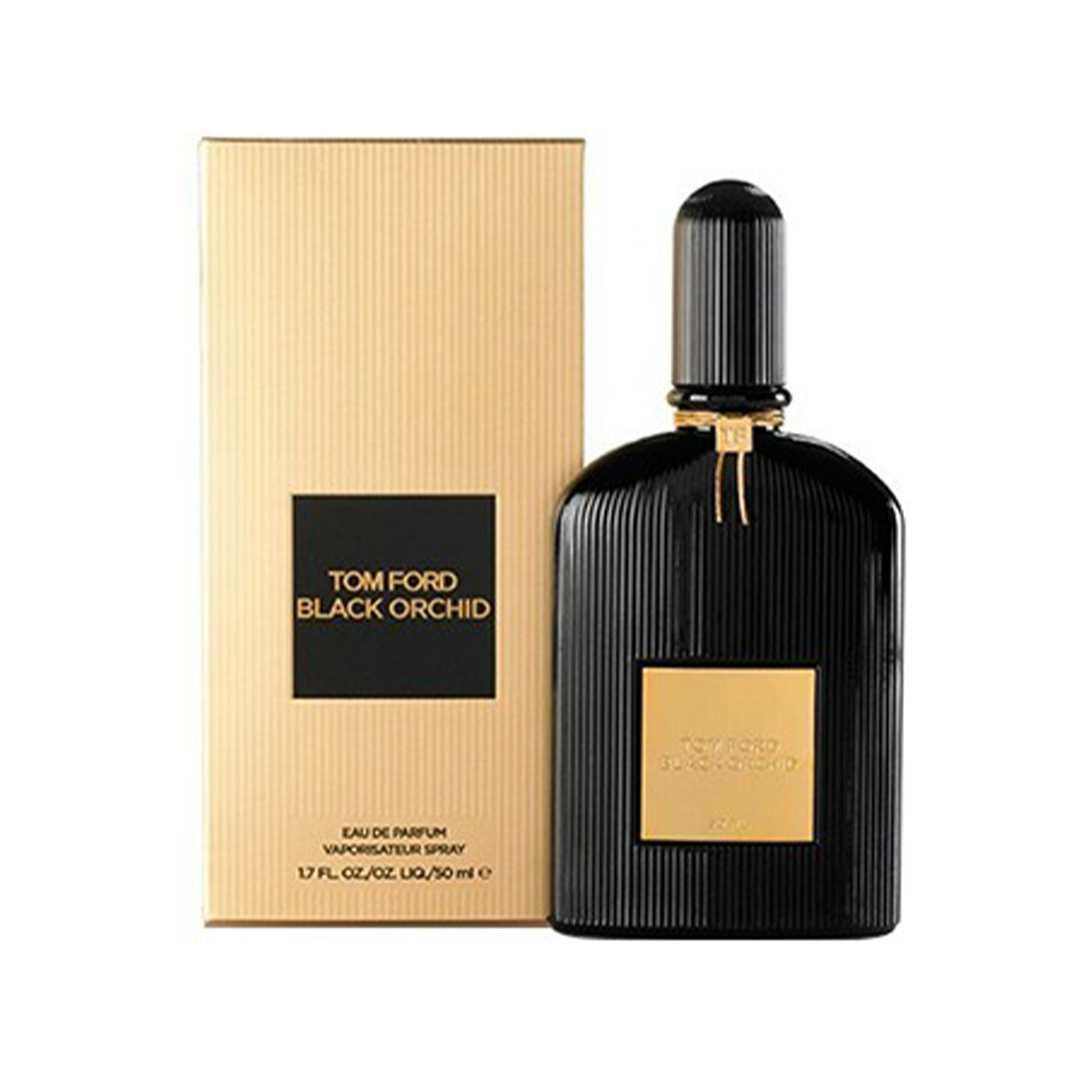 TOM FORD
BLACK ORCHID
EAU DE PARFUM
VAPORISATEUR SPRAY
1.7 FL. OZ./OZ. LIQ./50 ml ℮
TF
TOM FORD
BLACK ORCHID